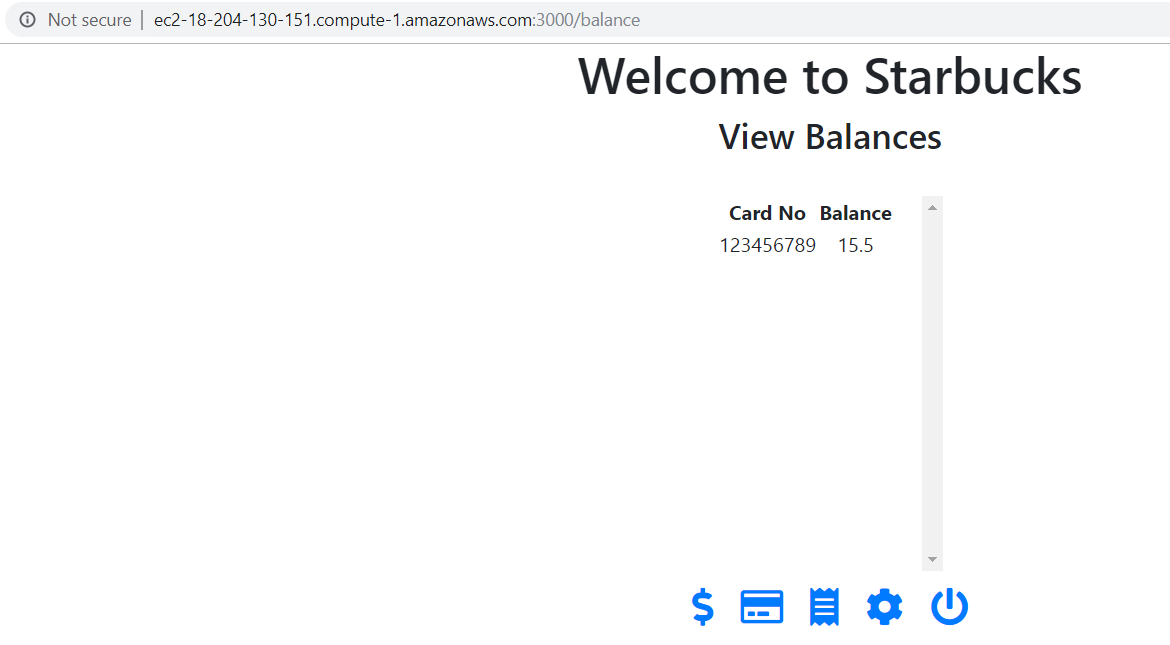 Not secure | ec2-18-204-130-151.compute-1.amazonaws.com:3000/balance
Welcome to Starbucks
View Balances
Card No Balance
123456789 15.5